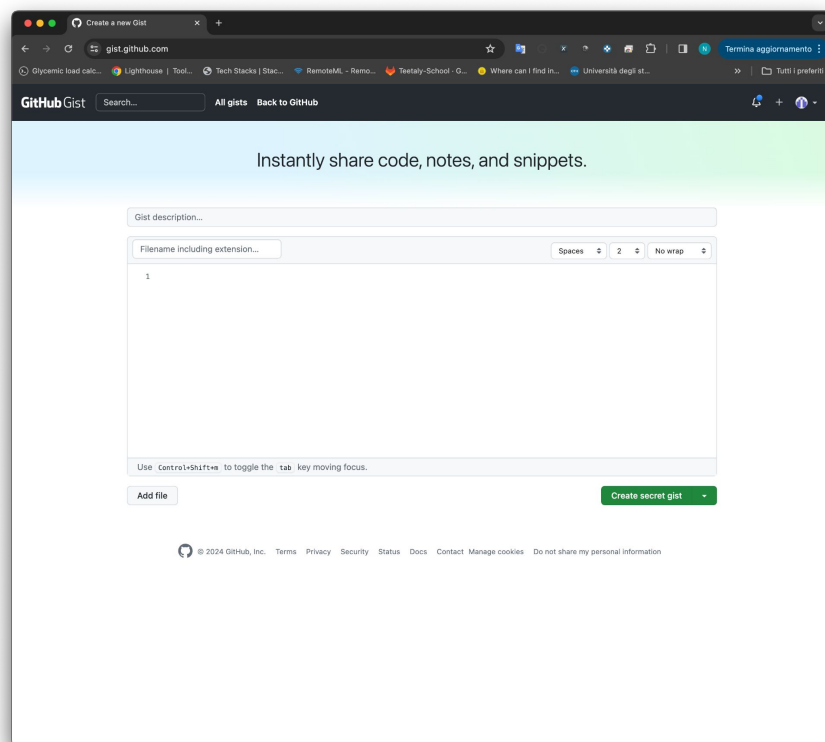 Create a new Gist
gist.github.com
N
Termina aggiornamento
Glycemic load calc...
Lighthouse | Tool...
Tech Stacks | Stac...
RemoteML - Remo...
Teetaly-School · G...
Where can I find in...
Università degli st...
Tutti i preferiti
GitHub Gist
Search...
All gists
Back to GitHub
Instantly share code, notes, and snippets.
Gist description...
Filename including extension...
Spaces
2
No wrap
1
Use Control+Shift+m to toggle the tab key moving focus.
Add file
Create secret gist
© 2024 GitHub, Inc. Terms Privacy Security Status Docs Contact Manage cookies Do not share my personal information